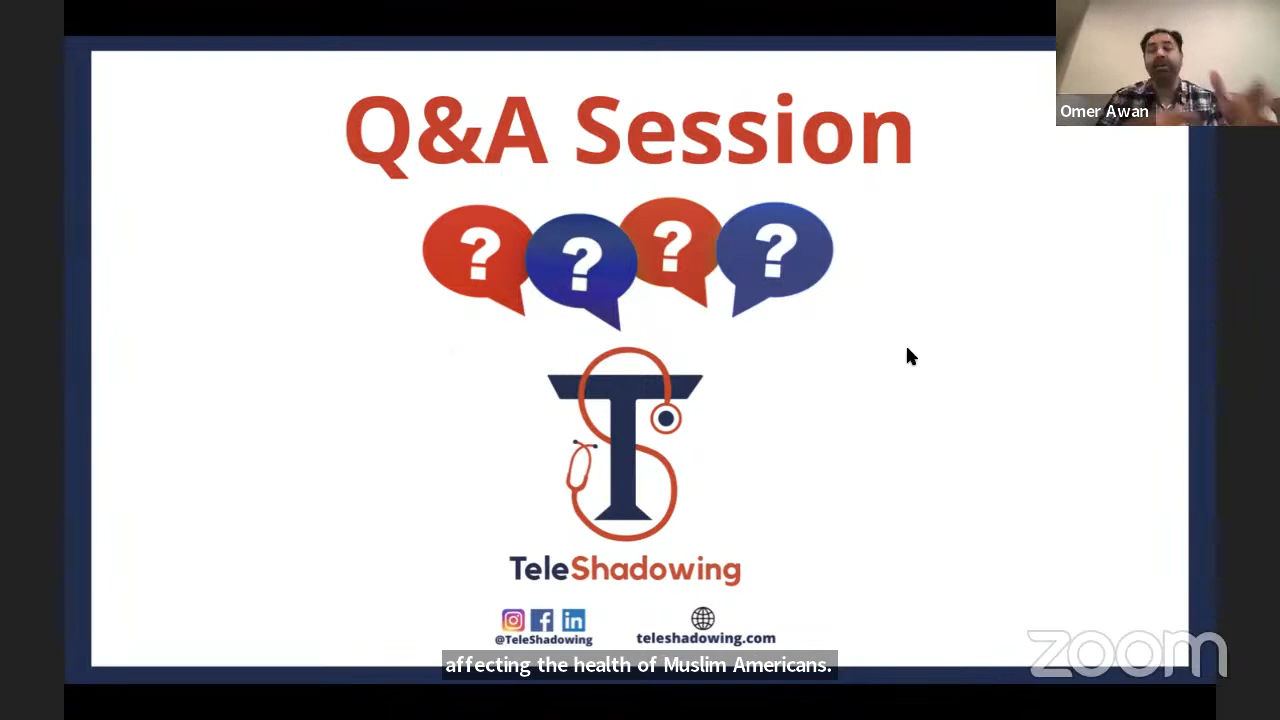 Q&A Session
Omer Awan
? ? ? ?
TeleShadowing
@TeleShadowing
teleshadowing.com
affecting the health of Muslim Americans.
zoom